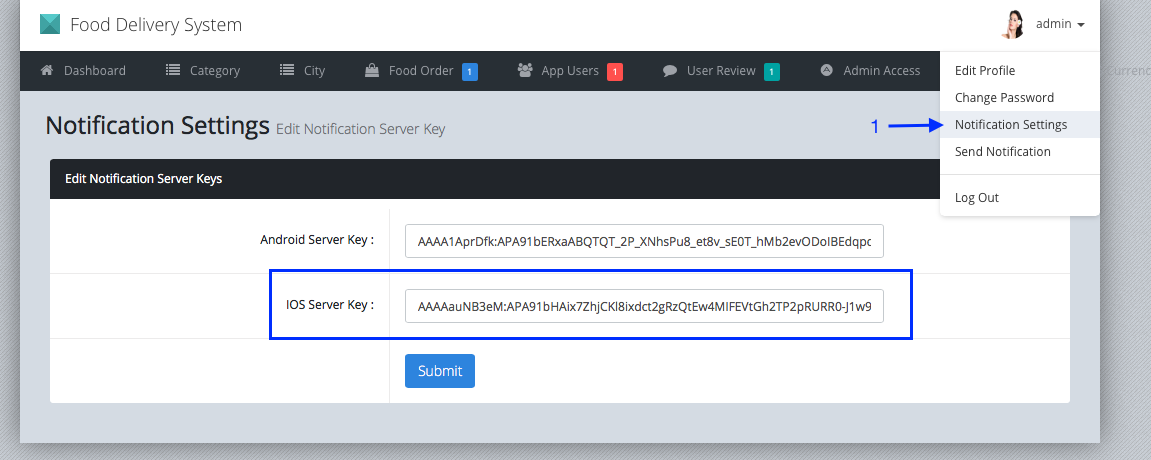 Food Delivery System
admin
Dashboard
Category
City
Food Order 1
App Users 1
User Review 1
Admin Access
Currenc
Edit Profile
Change Password
1
Notification Settings
Send Notification
Log Out
Notification Settings Edit Notification Server Key
Edit Notification Server Keys
Android Server Key :
AAAA1AprDfk:APA91bERxaABQTQT_2P_XNhsPu8_et8v_sE0T_hMb2evODoIBEdqpc
IOS Server Key :
AAAAauNB3eM:APA91bHAix7ZhjCKl8ixdct2gRzQtEw4MIFEVtGh2TP2pRURR0-J1w9
Submit